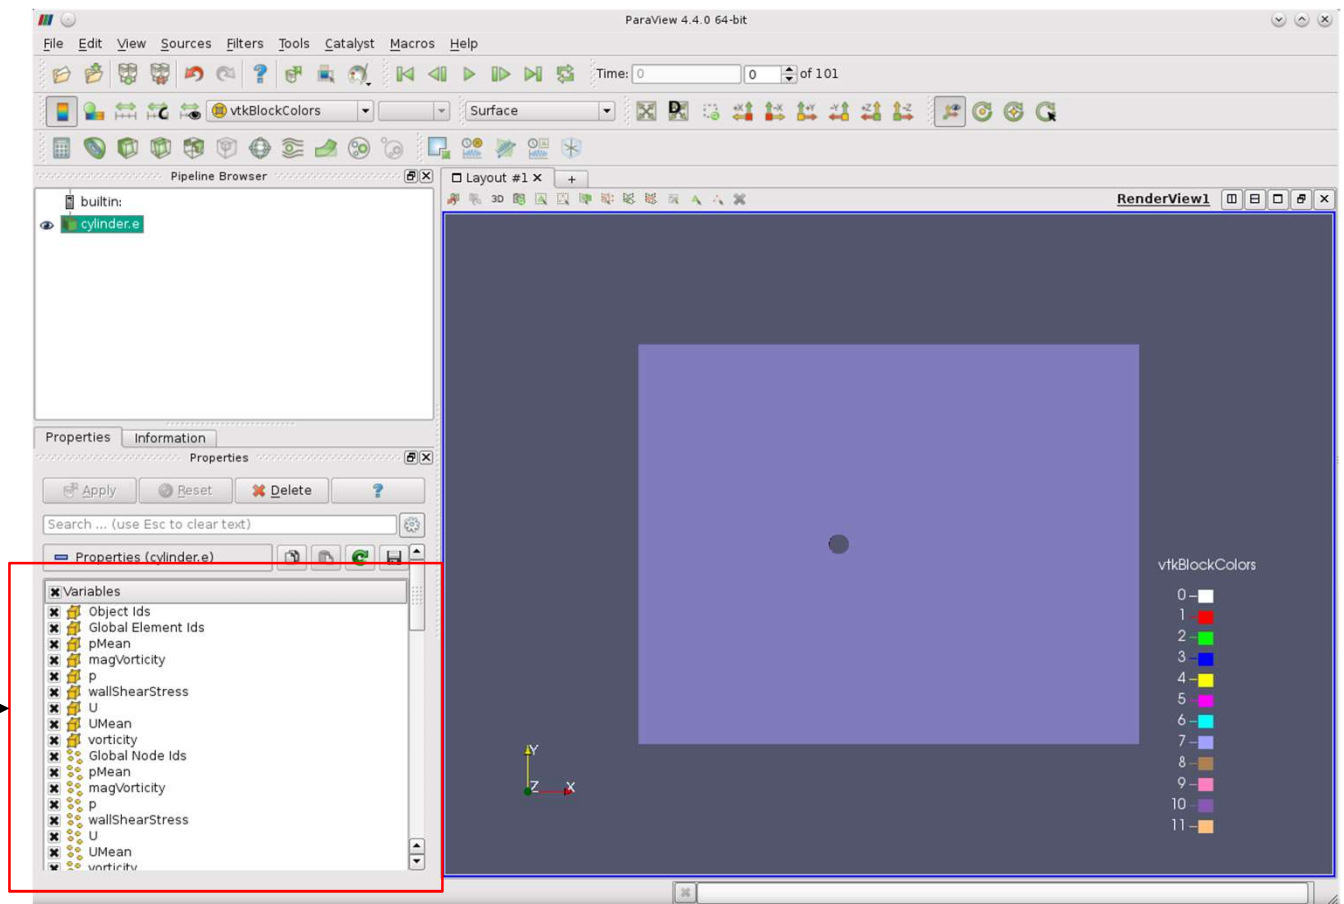 ParaView 4.4.0 64-bit
File Edit View Sources Filters Tools Catalyst Macros Help
Time: 0 0 of 101
vtkBlockColors Surface
Pipeline Browser
builtin:
cylinder.e
Layout #1
3D
RenderView1
Properties Information
Properties
Apply Reset Delete ?
Search ... (use Esc to clear text)
Properties (cylinder.e)
Variables
Object Ids
Global Element Ids
pMean
magVorticity
p
wallShearStress
U
UMean
vorticity
Global Node Ids
pMean
magVorticity
p
wallShearStress
U
UMean
vorticity
Y
Z X
vtkBlockColors
0
1
2
3
4
5
6
7
8
9
10
11